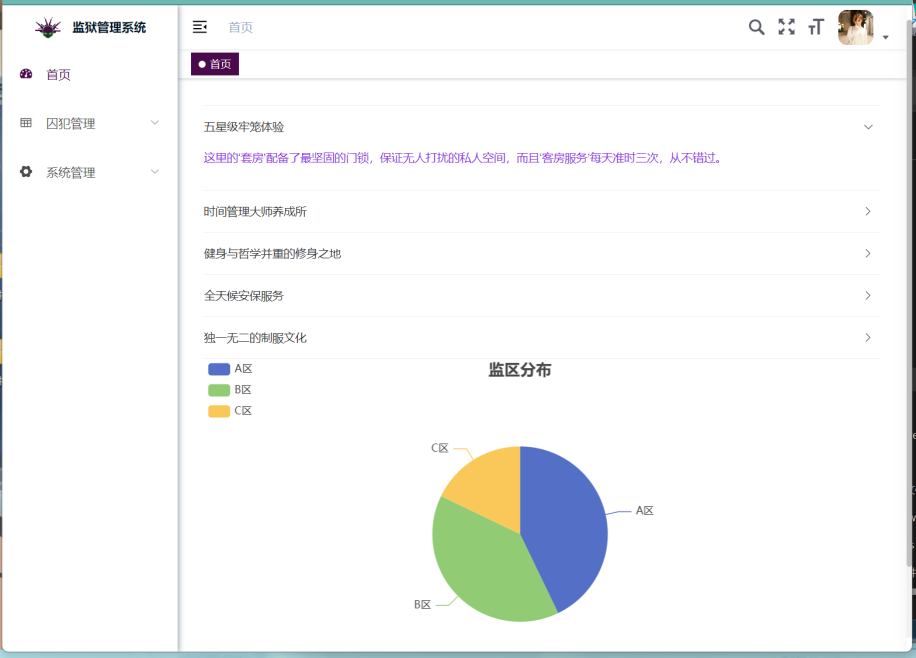 监狱管理系统
首页
首页
囚犯管理
系统管理
首页
五星级牢笼体验
这里的'套房'配备了最坚固的门锁，保证无人打扰的私人空间，而且'客房服务'每天准时三次，从不错过。
时间管理大师养成所
健身与哲学并重的修身之地
全天候安保服务
独一无二的制服文化
A区
B区
C区
监区分布
C区
A区
B区